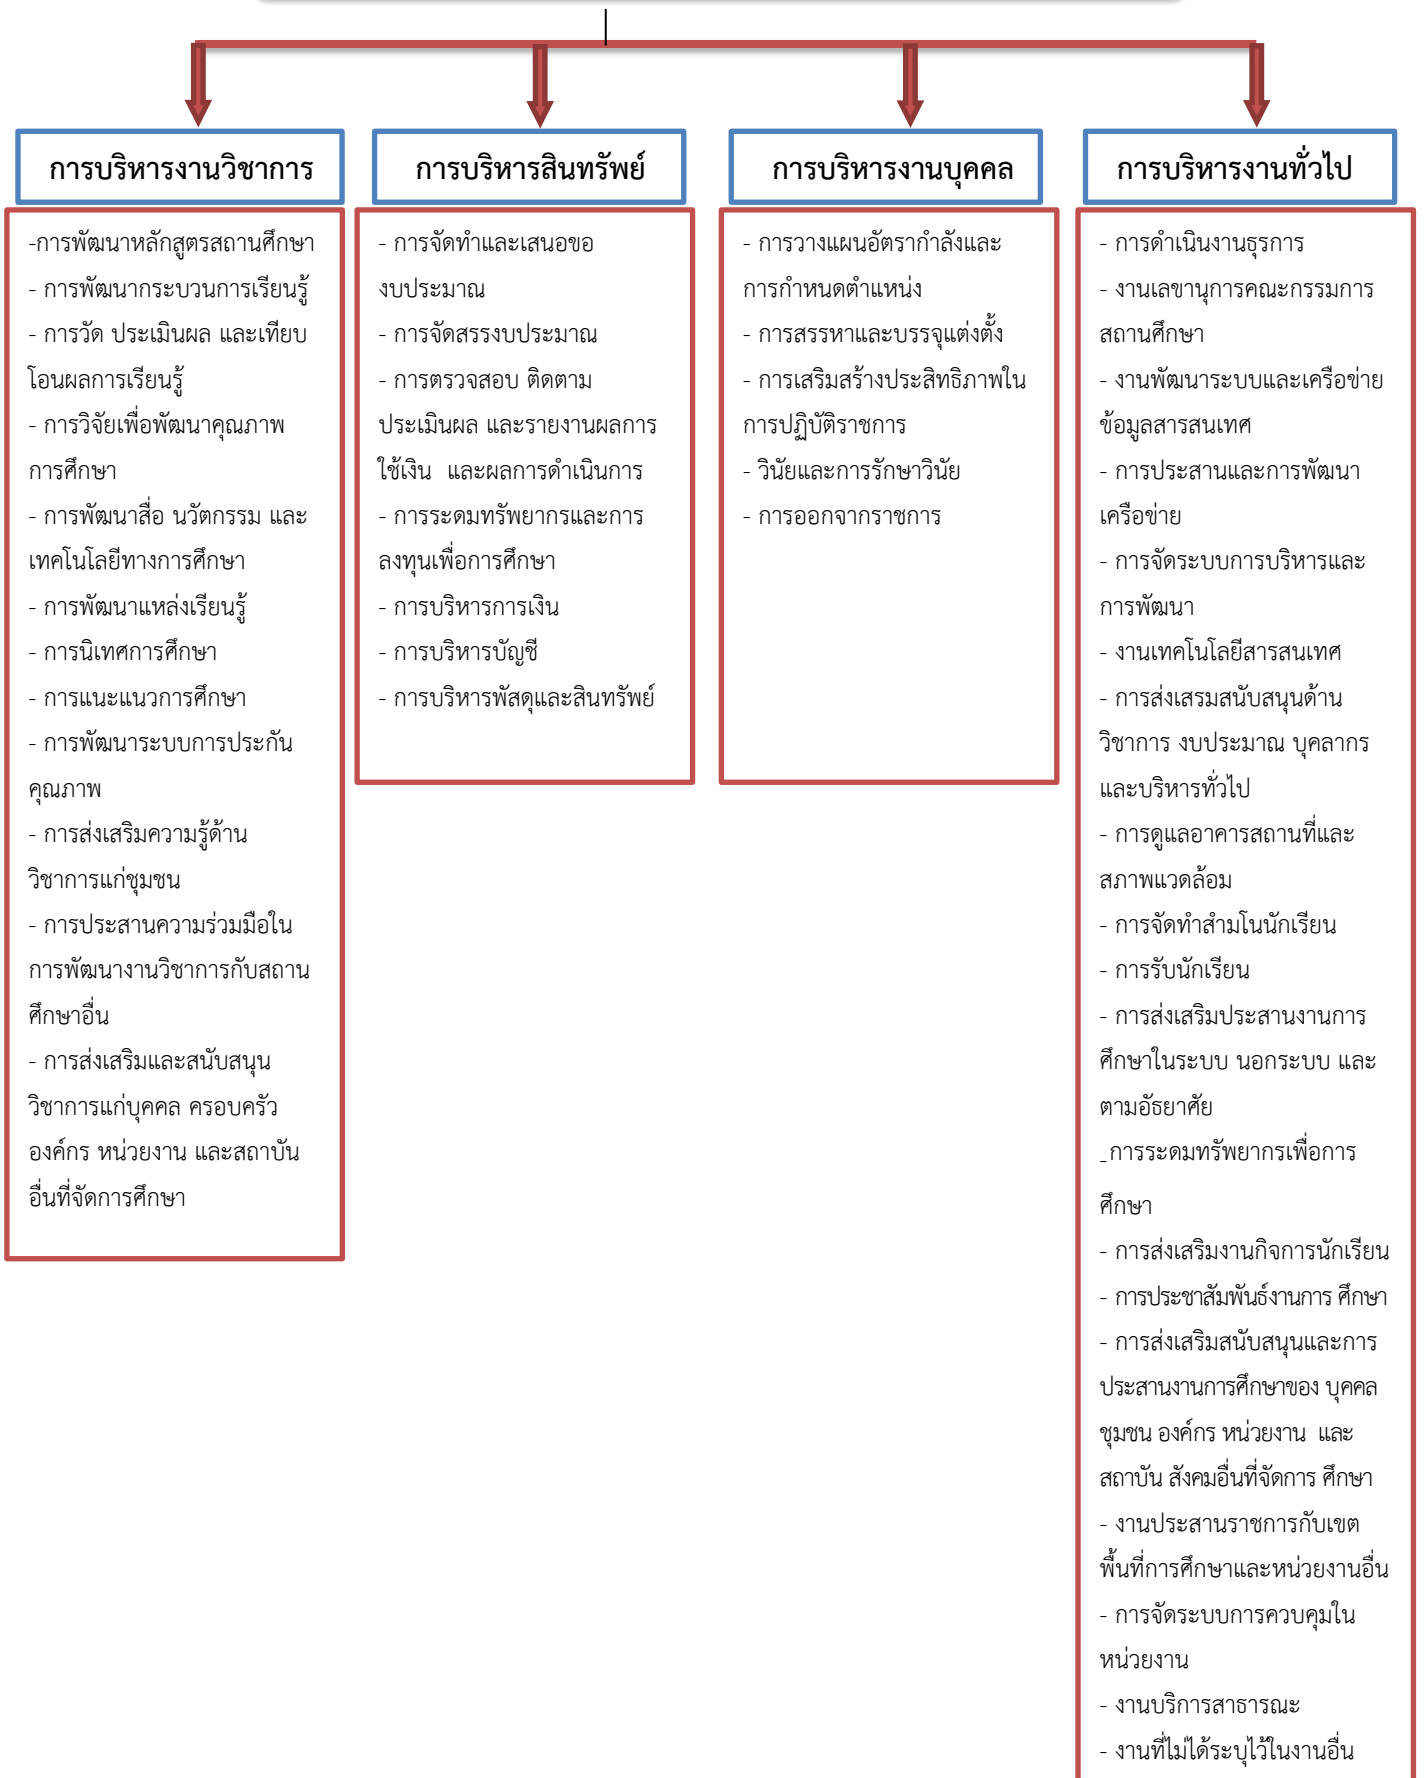 การบริหารงานวิชาการ
-การพัฒนาหลักสูตรสถานศึกษา
- การพัฒนากระบวนการเรียนรู้
- การวัด ประเมินผล และเทียบ
โอนผลการเรียนรู้
- การวิจัยเพื่อพัฒนาคุณภาพ
การศึกษา
- การพัฒนาสื่อ นวัตกรรม และ
เทคโนโลยีทางการศึกษา
- การพัฒนาแหล่งเรียนรู้
- การนิเทศการศึกษา
- การแนะแนวการศึกษา
- การพัฒนาระบบการประกัน
คุณภาพ
- การส่งเสริมความรู้ด้าน
วิชาการแก่ชุมชน
- การประสานความร่วมมือใน
การพัฒนางานวิชาการกับสถาน
ศึกษาอื่น
- การส่งเสริมและสนับสนุน
วิชาการแก่บุคคล ครอบครัว
องค์กร หน่วยงาน และสถาบัน
อื่นที่จัดการศึกษา
การบริหารสินทรัพย์
- การจัดทำและเสนอขอ
งบประมาณ
- การจัดสรรงบประมาณ
- การตรวจสอบ ติดตาม
ประเมินผล และรายงานผลการ
ใช้เงิน และผลการดำเนินการ
- การระดมทรัพยากรและการ
ลงทุนเพื่อการศึกษา
- การบริหารการเงิน
- การบริหารบัญชี
- การบริหารพัสดุและสินทรัพย์
การบริหารงานบุคคล
- การวางแผนอัตรากำลังและ
การกำหนดตำแหน่ง
- การสรรหาและบรรจุแต่งตั้ง
- การเสริมสร้างประสิทธิภาพใน
การปฏิบัติราชการ
- วินัยและการรักษาวินัย
- การออกจากราชการ
การบริหารงานทั่วไป
- การดำเนินงานธุรการ
- งานเลขานุการคณะกรรมการ
สถานศึกษา
- งานพัฒนาระบบและเครือข่าย
ข้อมูลสารสนเทศ
- การประสานและการพัฒนา
เครือข่าย
- การจัดระบบการบริหารและ
การพัฒนา
- งานเทคโนโลยีสารสนเทศ
- การส่งเสรมสนับสนุนด้าน
วิชาการ งบประมาณ บุคลากร
และบริหารทั่วไป
- การดูแลอาคารสถานที่และ
สภาพแวดล้อม
- การจัดทำสำมโนนักเรียน
- การรับนักเรียน
- การส่งเสริมประสานงานการ
ศึกษาในระบบ นอกระบบ และ
ตามอัธยาศัย
_การระดมทรัพยากรเพื่อการ
ศึกษา
- การส่งเสริมงานกิจการนักเรียน
- การประชาสัมพันธ์งานการ ศึกษา
- การส่งเสริมสนับสนุนและการ
ประสานงานการศึกษาของ บุคคล
ชุมชน องค์กร หน่วยงาน และ
สถาบัน สังคมอื่นที่จัดการ ศึกษา
- งานประสานราชการกับเขต
พื้นที่การศึกษาและหน่วยงานอื่น
- การจัดระบบการควบคุมใน
หน่วยงาน
- งานบริการสาธารณะ
- งานที่ไม่ได้ระบุไว้ในงานอื่น